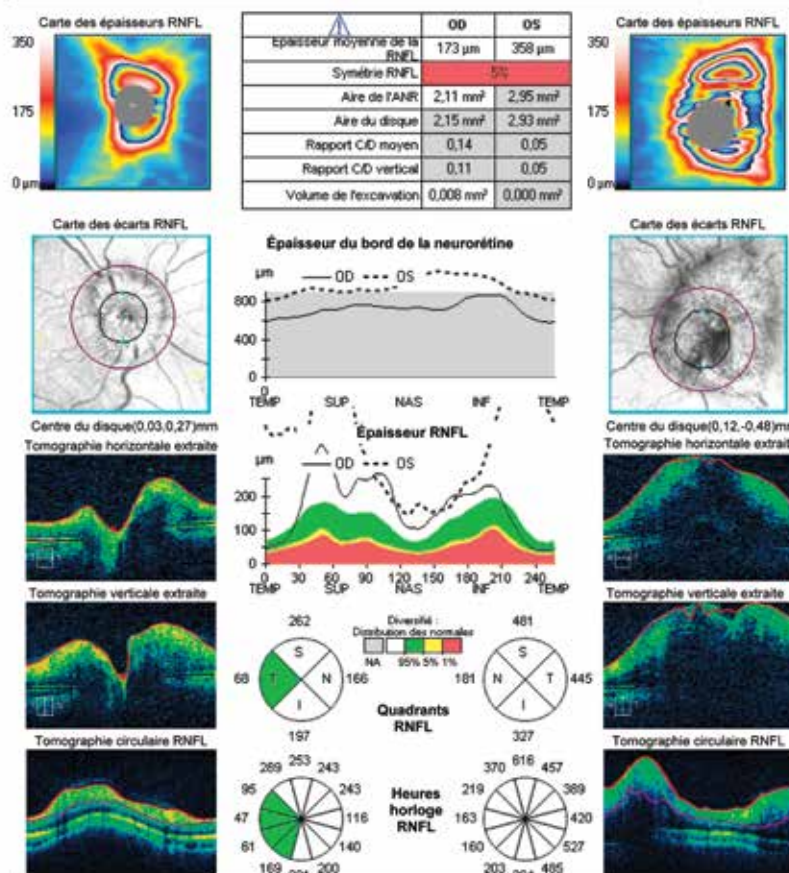 Carte des épaisseurs RNFL
350
175
0 µm
OD OS
Épaisseur moyenne de la RNFL 173 µm 358 µm
Symétrie RNFL 5%
Aire de l'ANR 2,11 mm² 2,95 mm²
Aire du disque 2,15 mm² 2,93 mm²
Rapport C/D moyen 0,14 0,05
Rapport C/D vertical 0,11 0,05
Volume de l'excavation 0,008 mm³ 0,000 mm³
Carte des épaisseurs RNFL
350
175
0 µm
Carte des écarts RNFL
Centre du disque(0,03,0,27)mm
Épaisseur du bord de la neurorétine
µm OD OS
800
400
0
0
TEMP SUP NAS INF TEMP
Carte des écarts RNFL
Centre du disque(0,12,-0,48)mm
Tomographie horizontale extraite
Épaisseur RNFL
µm OD OS
200
100
0
0 30 60 90 120 150 180 210 240
TEMP SUP NAS INF TEMP
Tomographie horizontale extraite
Tomographie verticale extraite
Diversifié :
Distribution des normales
NA 95% 5% 1%
262
68 T S N I 166
197
Quadrants
RNFL
481
181 N S T I 445
327
Tomographie verticale extraite
Tomographie circulaire RNFL
253
289 243
95 243
47 116
61 140
169 200
Heures
horloge
RNFL
616
370 457
219 389
163 420
160 527
203 485
Tomographie circulaire RNFL